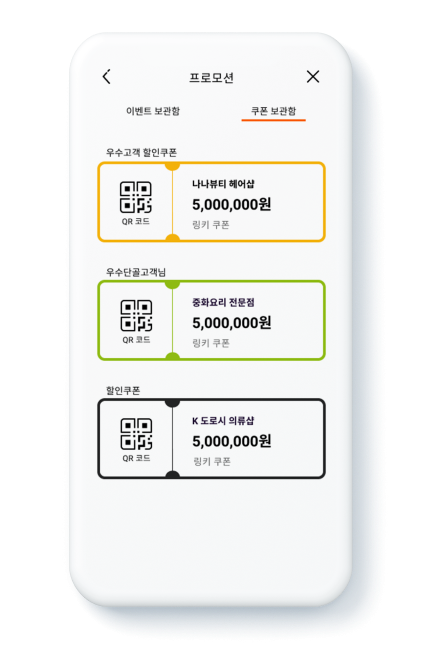 프로모션
이벤트 보관함
쿠폰 보관함
우수고객 할인쿠폰
나나뷰티 헤어샵
5,000,000원
QR 코드
링키 쿠폰
우수단골고객님
중화요리 전문점
5,000,000원
QR 코드
링키 쿠폰
할인쿠폰
K 도로시 의류샵
5,000,000원
QR 코드
링키 쿠폰